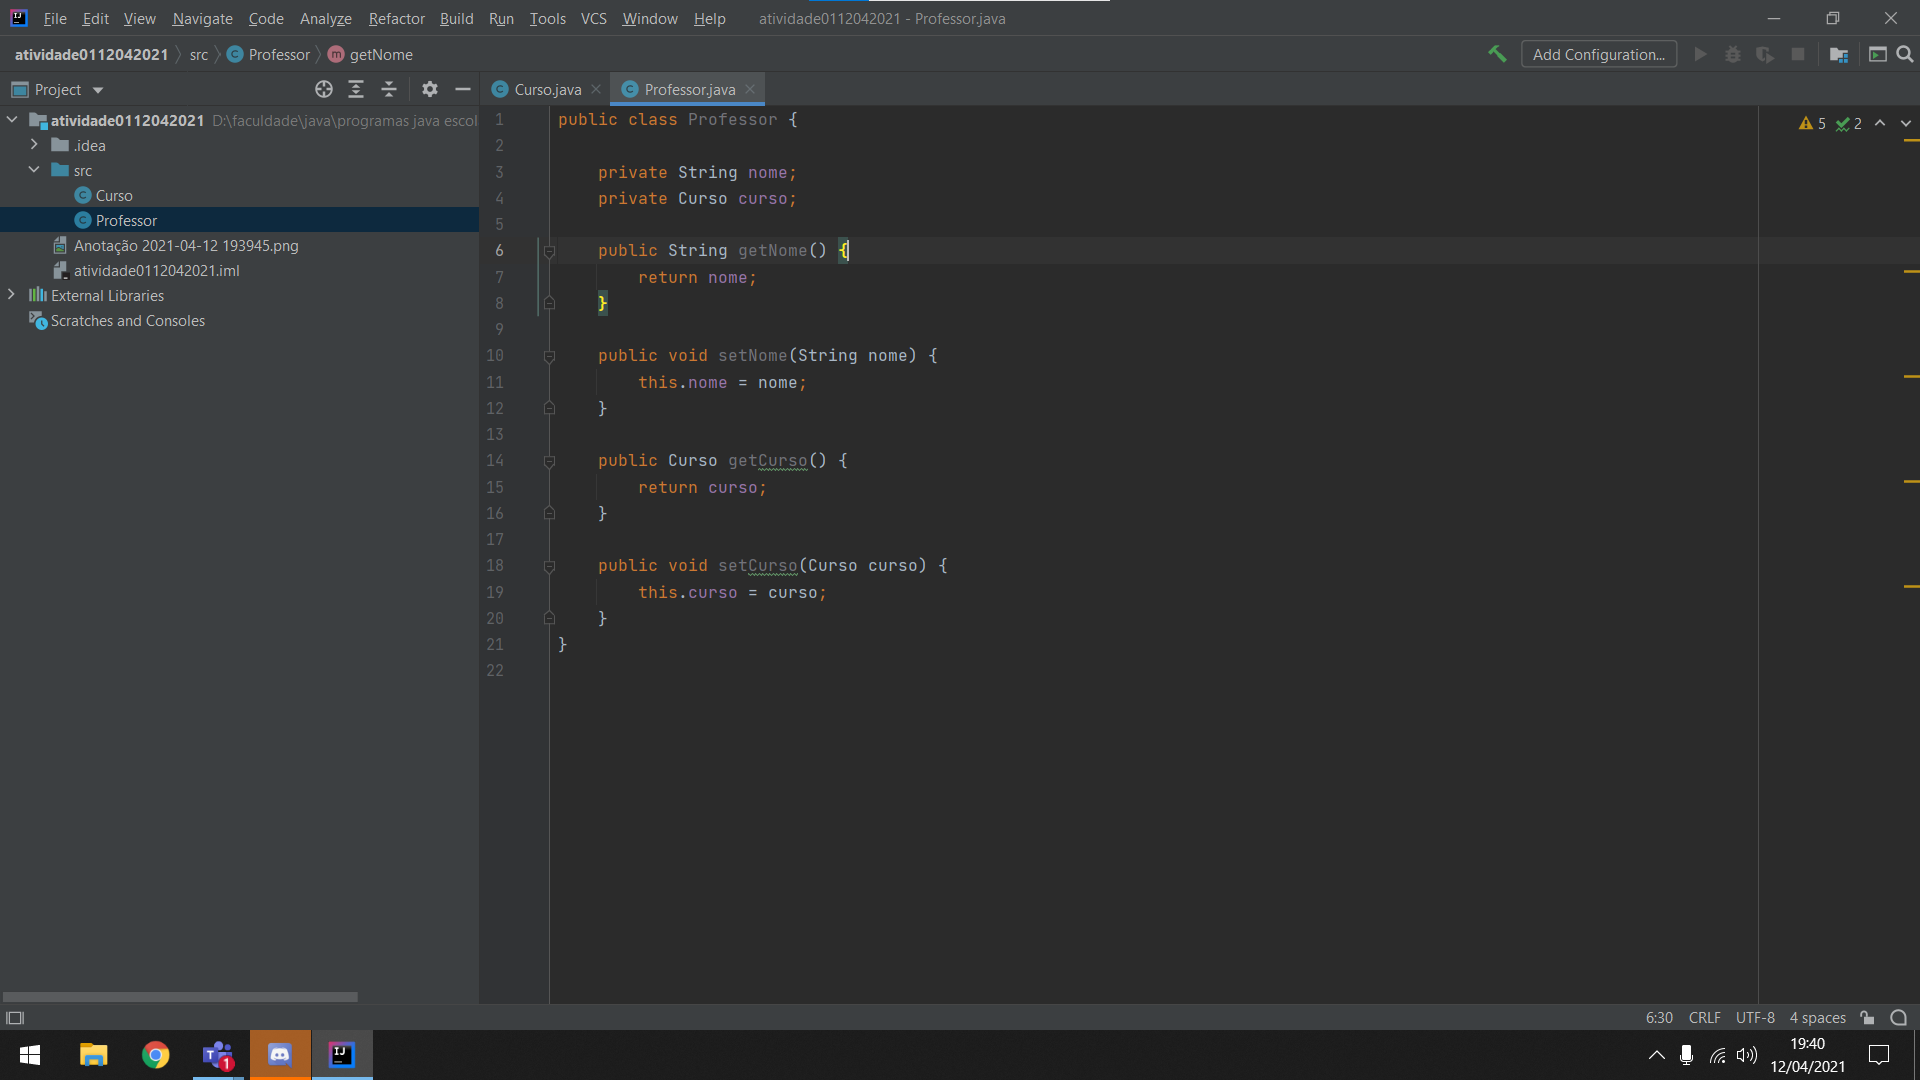 File Edit View Navigate Code Analyze Refactor Build Run Tools VCS Window Help atividade0112042021 - Professor.java
atividade0112042021 src Professor getNome
Add Configuration...
Project
Curso.java
Professor.java
atividade0112042021 D:\faculdade\java\programas java escol
.idea
src
Curso
Professor
Anotação 2021-04-12 193945.png
atividade0112042021.iml
External Libraries
Scratches and Consoles
5 2
1 public class Professor {
2
3 private String nome;
4 private Curso curso;
5
6 public String getNome() {
7 return nome;
8 }
9
10 public void setNome(String nome) {
11 this.nome = nome;
12 }
13
14 public Curso getCurso() {
15 return curso;
16 }
17
18 public void setCurso(Curso curso) {
19 this.curso = curso;
20 }
21 }
22
6:30 CRLF UTF-8 4 spaces
1
19:40
12/04/2021